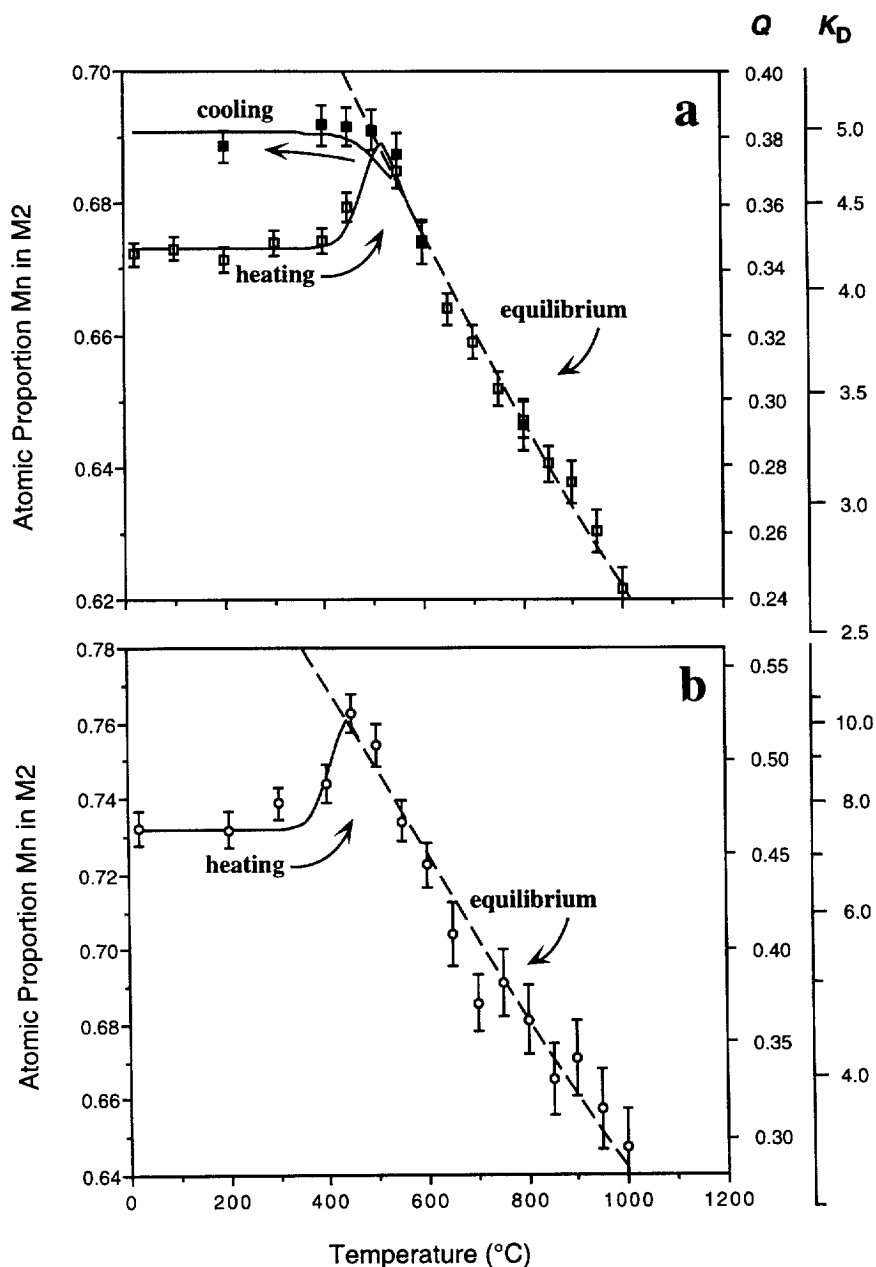 Q K_D
0.70 0.40
a
cooling
5.0
0.38
0.68 4.5
0.36
heating 0.34 4.0
equilibrium
0.66 0.32
3.5
0.30
0.64 0.28
3.0
0.26
0.62 0.24
2.5
Atomic Proportion Mn in M2
0.78
b 0.55
0.76 10.0
0.50
0.74 8.0
heating 0.45
0.72
equilibrium 6.0
0.70 0.40
0.68
0.35
4.0
0.66
0.30
0.64
Atomic Proportion Mn in M2
0 200 400 600 800 1000 1200
Temperature (°C)